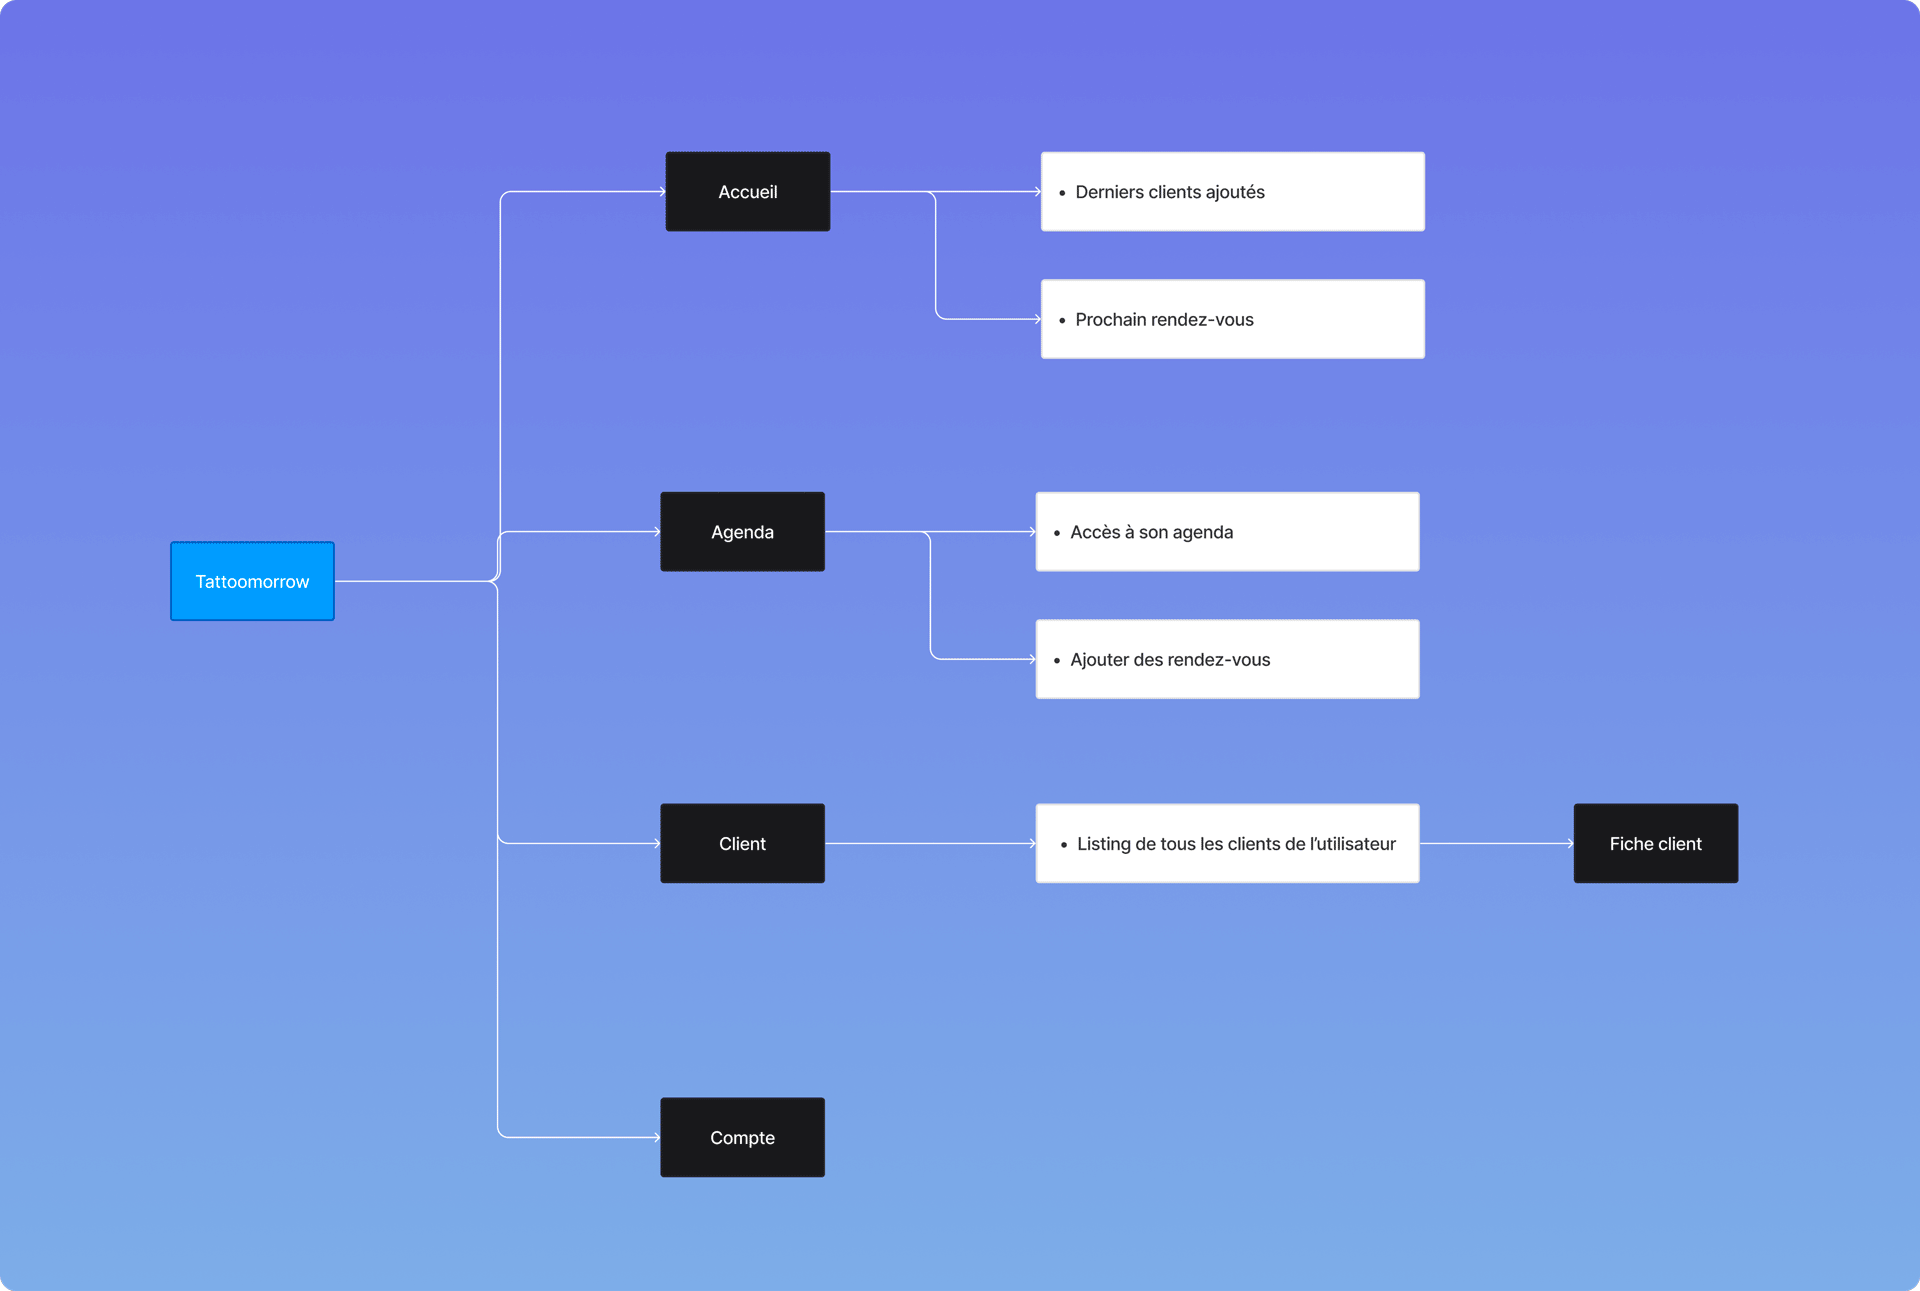 Accueil
• Derniers clients ajoutés
• Prochain rendez-vous
Tattoomorrow
Agenda
• Accès à son agenda
• Ajouter des rendez-vous
Client
• Listing de tous les clients de l’utilisateur
Fiche client
Compte